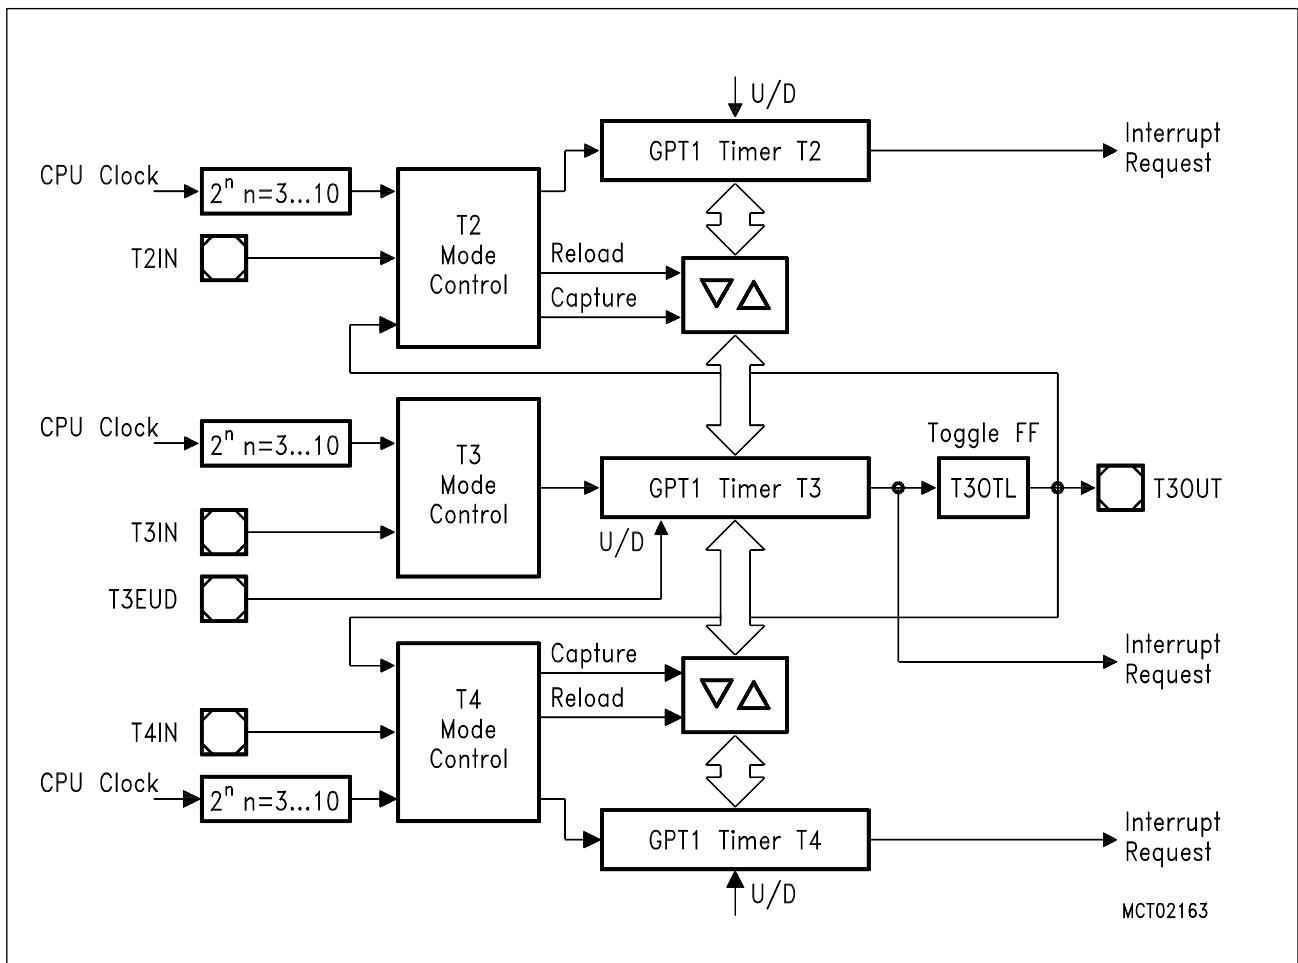 U/D
GPT1 Timer T2
Interrupt
Request
CPU Clock
2ⁿ n=3...10
T2IN
T2
Mode
Control
Reload
Capture
CPU Clock
2ⁿ n=3...10
T3IN
T3EUD
T3
Mode
Control
GPT1 Timer T3
U/D
Toggle FF
T3OTL
T3OUT
Interrupt
Request
Capture
Reload
T4
Mode
Control
T4IN
CPU Clock
2ⁿ n=3...10
GPT1 Timer T4
U/D
Interrupt
Request
MCT02163